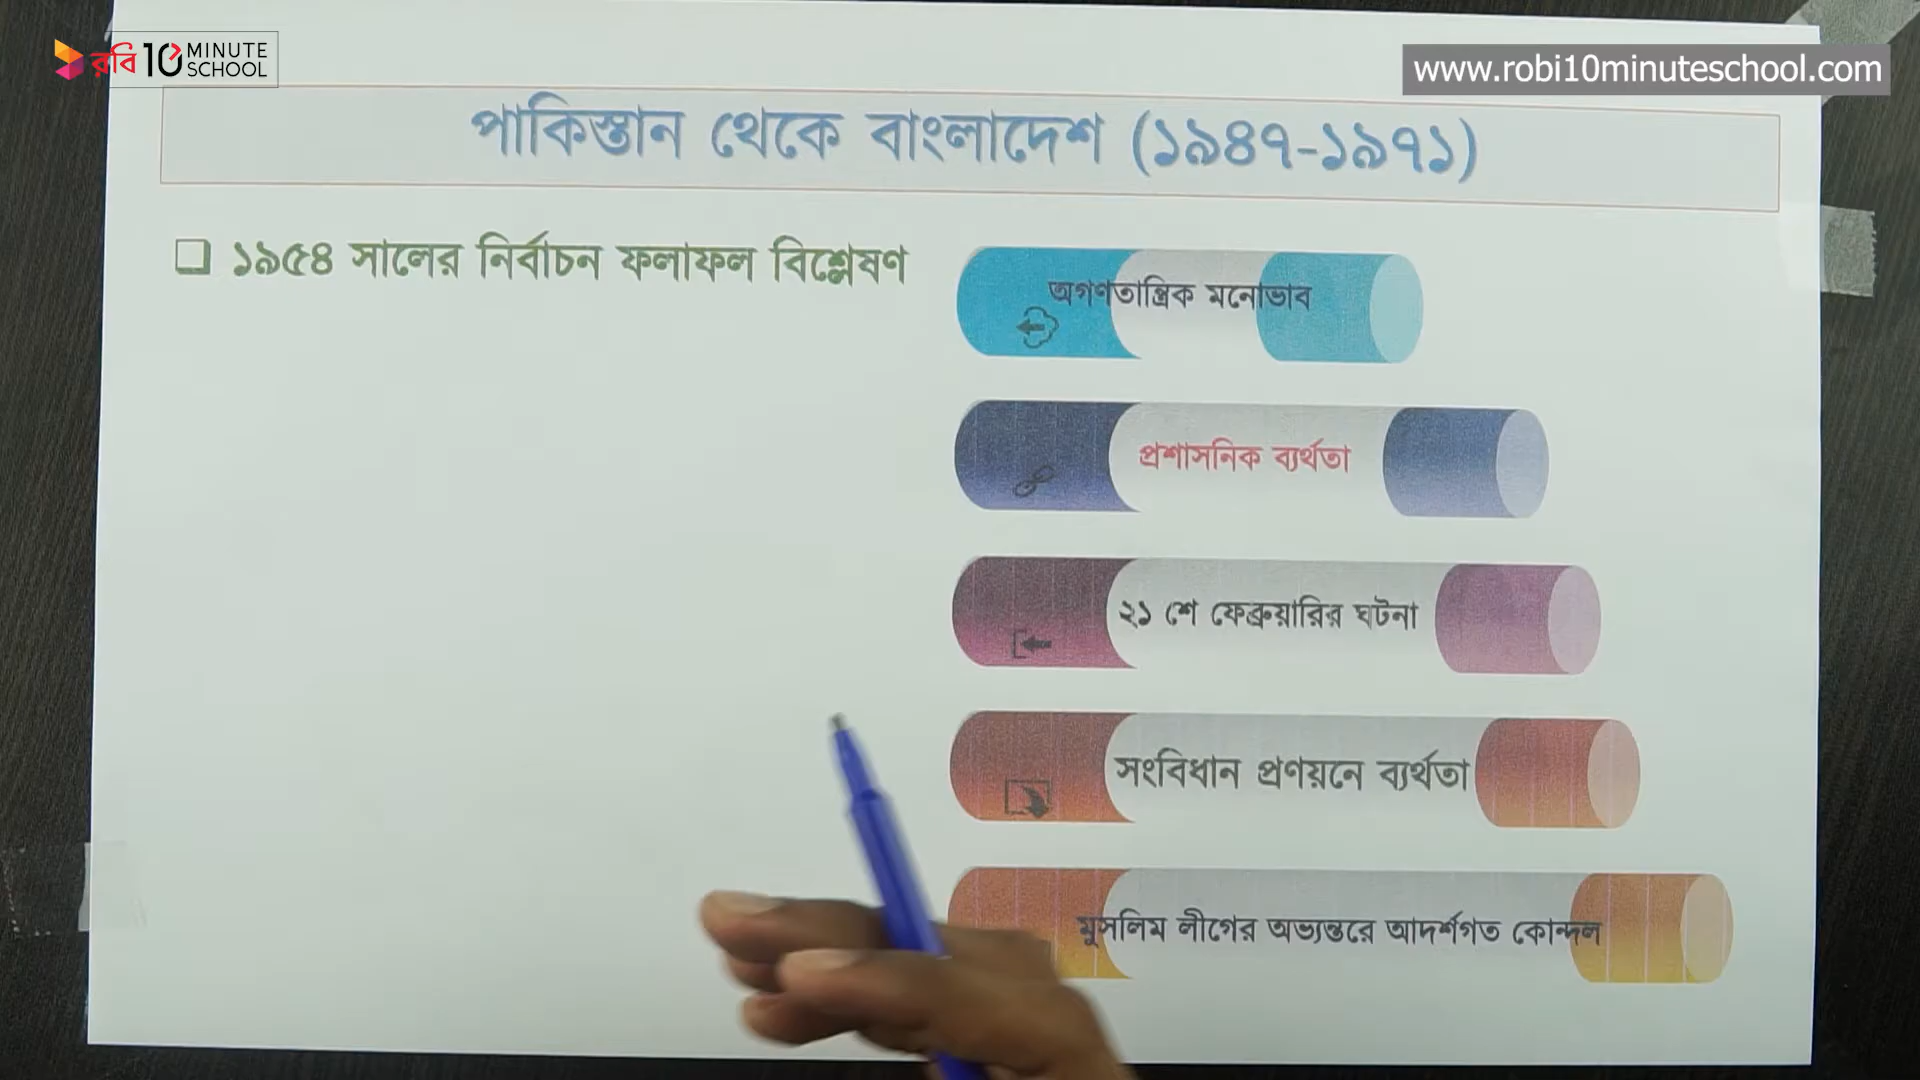 রবি 10 MINUTE SCHOOL
www.robi10minuteschool.com
পাকিস্তান থেকে বাংলাদেশ (১৯৪৭-১৯৭১)
১৯৫৪ সালের নির্বাচন ফলাফল বিশ্লেষণ
অগণতান্ত্রিক মনোভাব
প্রশাসনিক ব্যর্থতা
২১ শে ফেব্রুয়ারির ঘটনা
সংবিধান প্রণয়নে ব্যর্থতা
মুসলিম লীগের অভ্যন্তরে আদর্শগত কোন্দল